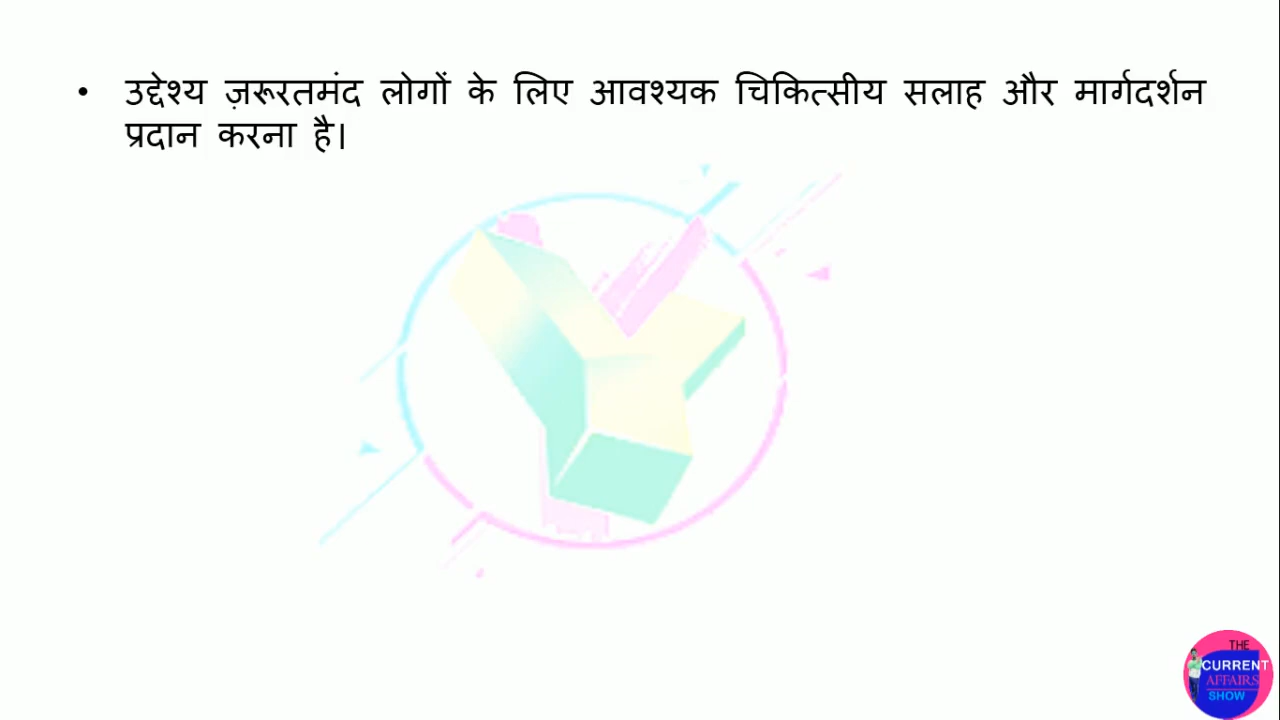 • उद्देश्य ज़रूरतमंद लोगों के लिए आवश्यक चिकित्सीय सलाह और मार्गदर्शन
प्रदान करना है।
THE
CURRENT
AFFAIRS
SHOW